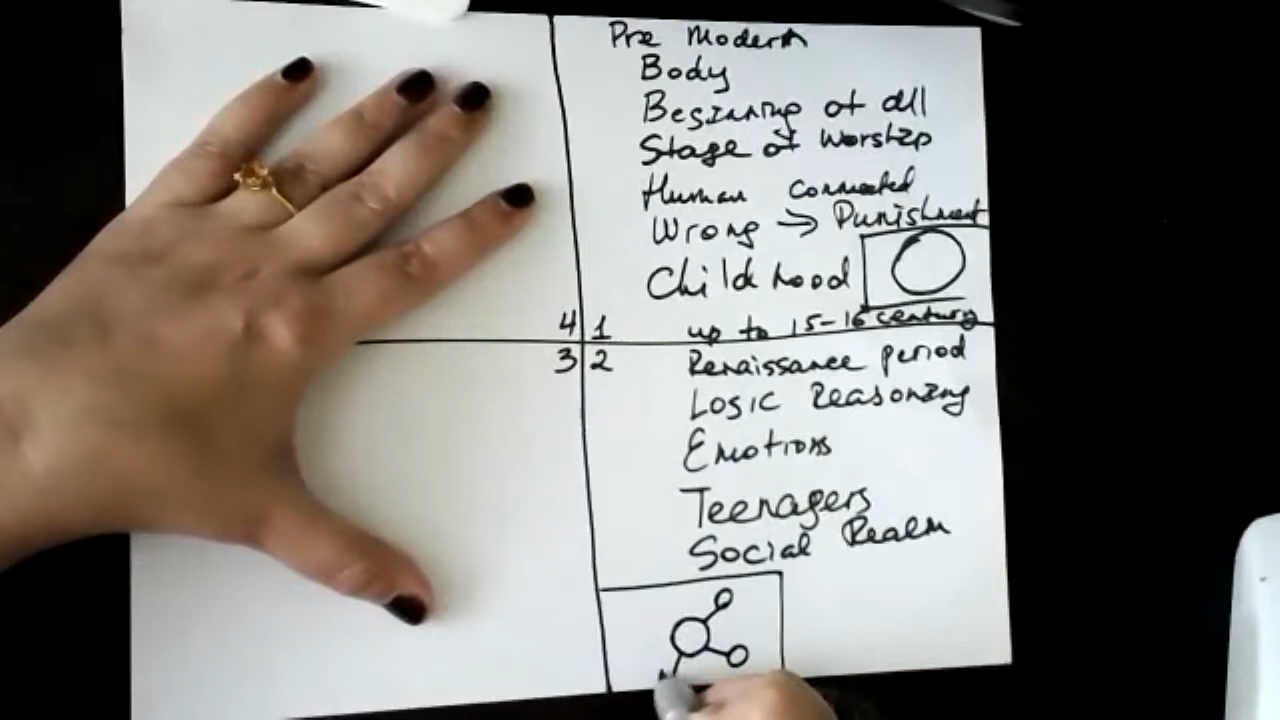 Pre Modern
Body
Beginning of all
Stage of Worship
Human connected
Wrong → Punishment
Childhood
up to 15-16 century
4 1
3 2
Renaissance period
Logic Reasoning
Emotions
Teenagers
Social Realm